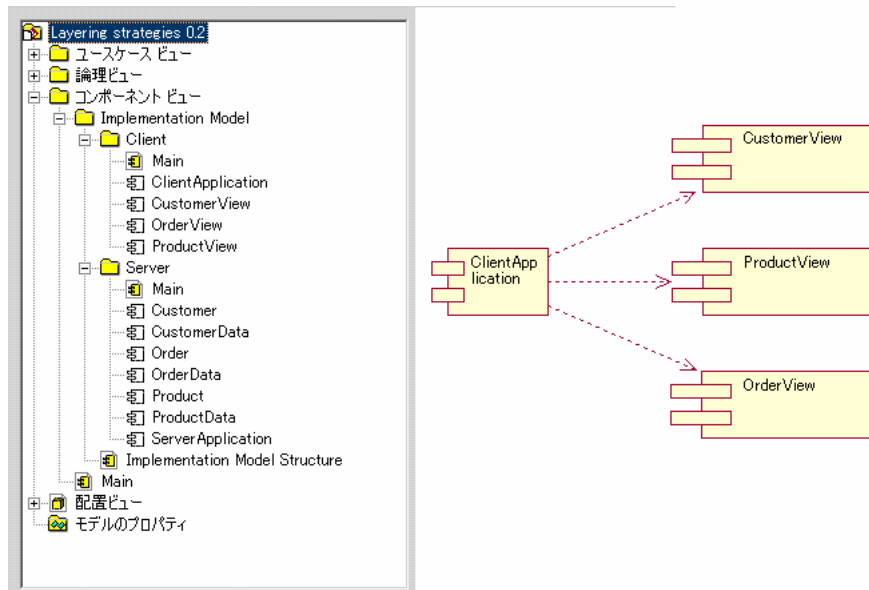 Layering strategies 0.2
ユースケース ビュー
論理ビュー
コンポーネント ビュー
Implementation Model
Client
Main
ClientApplication
CustomerView
OrderView
ProductView
Server
Main
Customer
CustomerData
Order
OrderData
Product
ProductData
ServerApplication
Implementation Model Structure
Main
配置ビュー
モデルのプロパティ
CustomerView
ClientApp
lication
ProductView
OrderView